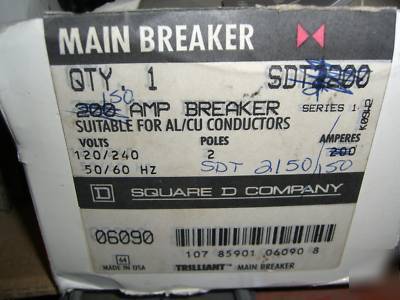 MAIN BREAKER
QTY 1 SDT2200
150
200 AMP BREAKER SERIES 1
SUITABLE FOR AL/CU CONDUCTORS
VOLTS POLES AMPERES
120/240 2 200
50/60 HZ SDT 2150 150
D SQUARE D COMPANY
06090
107 85901 06090 8
44 MADE IN USA TRILLIANT™ MAIN BREAKER